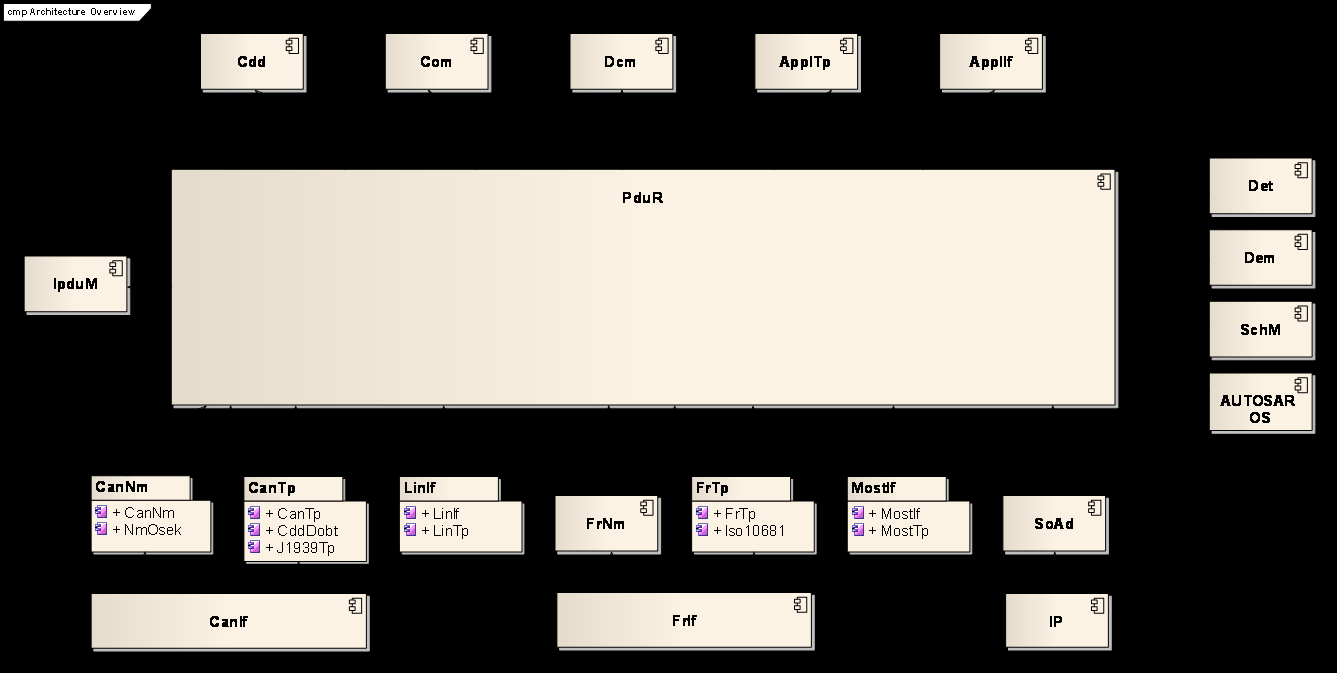 cmp Architecture Overview
Cdd
Com
Dcm
ApplTp
ApplIf
PduR
Det
Dem
IpduM
SchM
AUTOSAR
OS
CanNm
+ CanNm
+ NmOsek
CanTp
+ CanTp
+ CddDobt
+ J1939Tp
LinIf
+ LinIf
+ LinTp
FrNm
FrTp
+ FrTp
+ Iso10681
MostIf
+ MostIf
+ MostTp
SoAd
CanIf
FrIf
IP